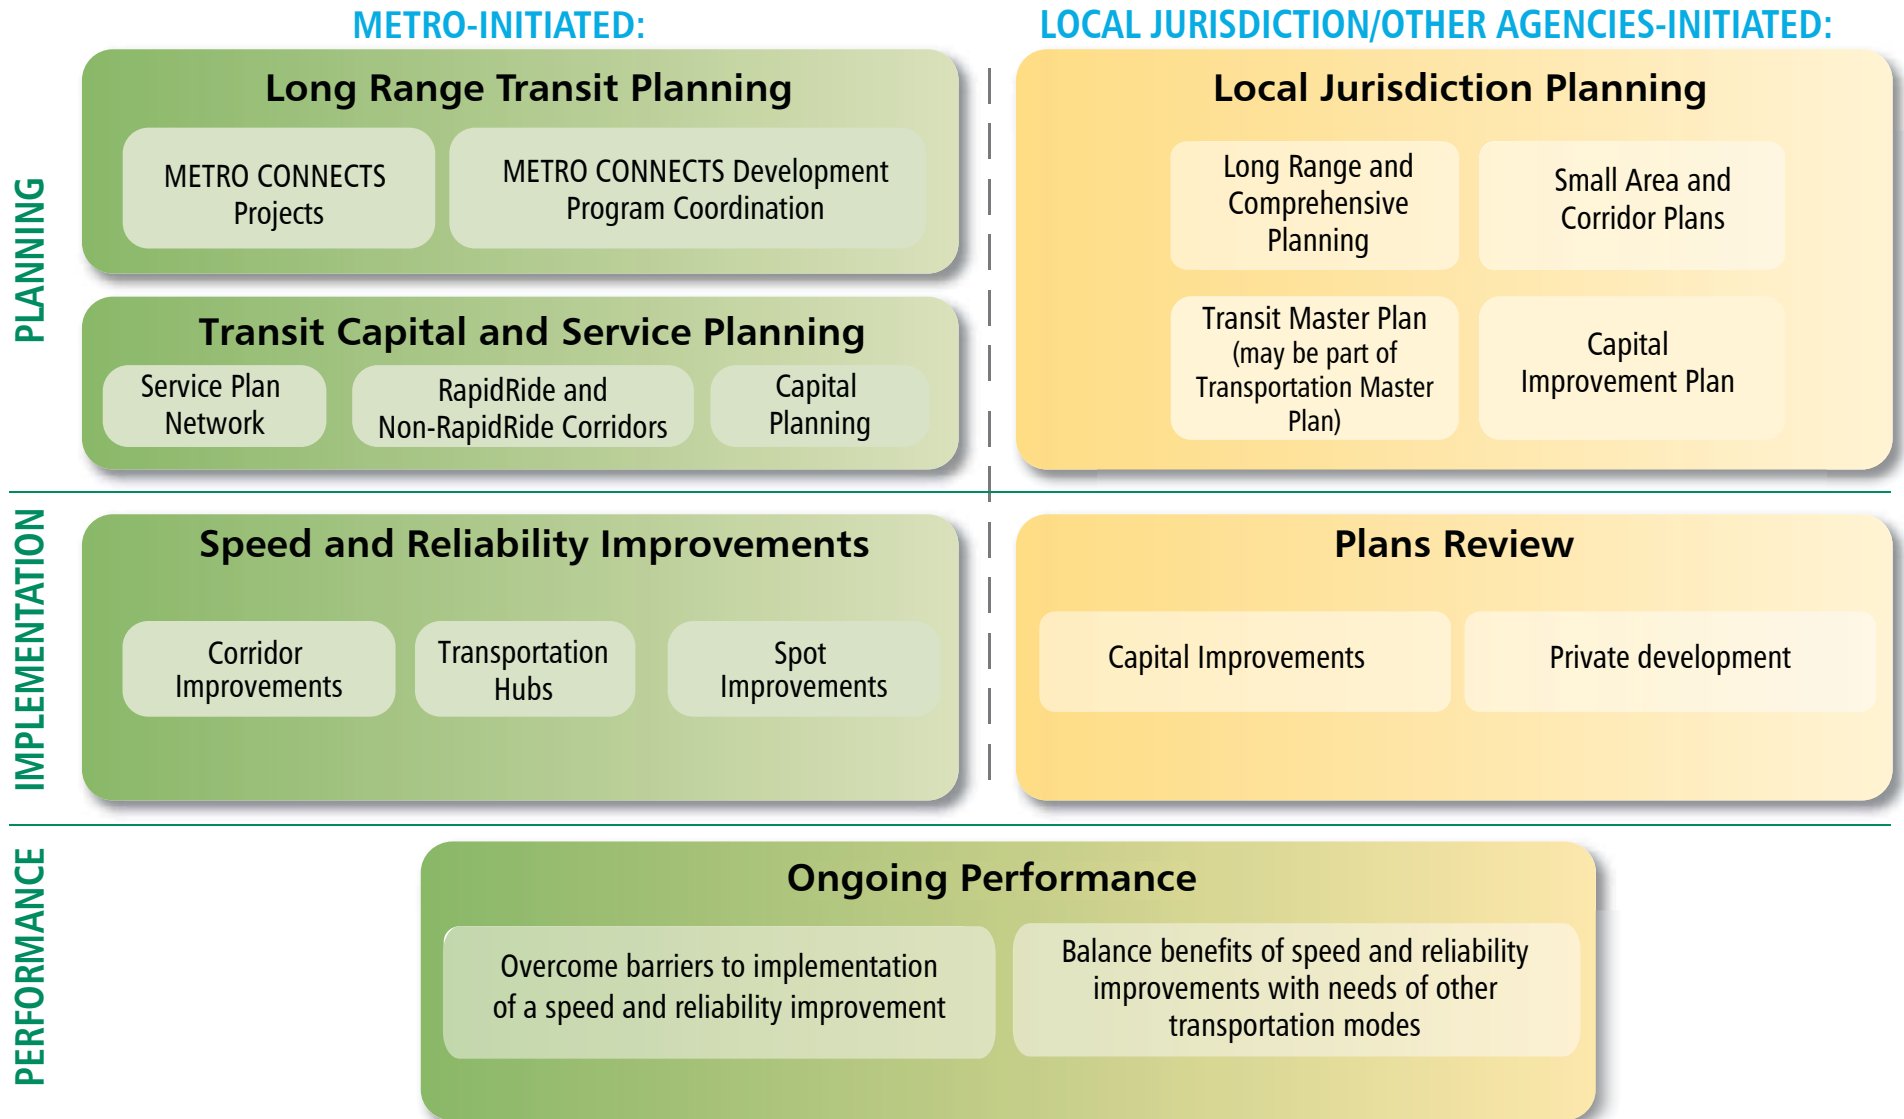 METRO-INITIATED:
LOCAL JURISDICTION/OTHER AGENCIES-INITIATED:
PLANNING
Long Range Transit Planning
METRO CONNECTS
Projects
METRO CONNECTS Development
Program Coordination
Transit Capital and Service Planning
Service Plan
Network
RapidRide and
Non-RapidRide Corridors
Capital
Planning
Local Jurisdiction Planning
Long Range and
Comprehensive
Planning
Small Area and
Corridor Plans
Transit Master Plan
(may be part of
Transportation Master
Plan)
Capital
Improvement Plan
IMPLEMENTATION
Speed and Reliability Improvements
Corridor
Improvements
Transportation
Hubs
Spot
Improvements
Plans Review
Capital Improvements
Private development
PERFORMANCE
Ongoing Performance
Overcome barriers to implementation
of a speed and reliability improvement
Balance benefits of speed and reliability
improvements with needs of other
transportation modes